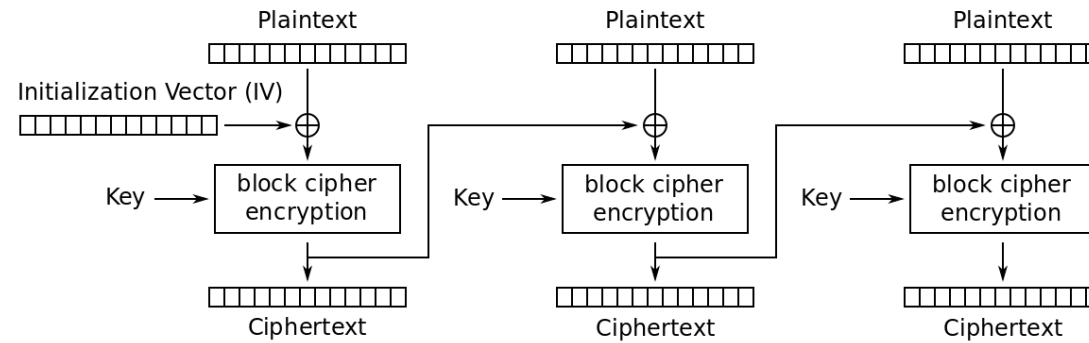 Plaintext
Plaintext
Plaintext
Initialization Vector (IV)
Key
block cipher
encryption
Key
block cipher
encryption
Key
block cipher
encryption
Ciphertext
Ciphertext
Ciphertext